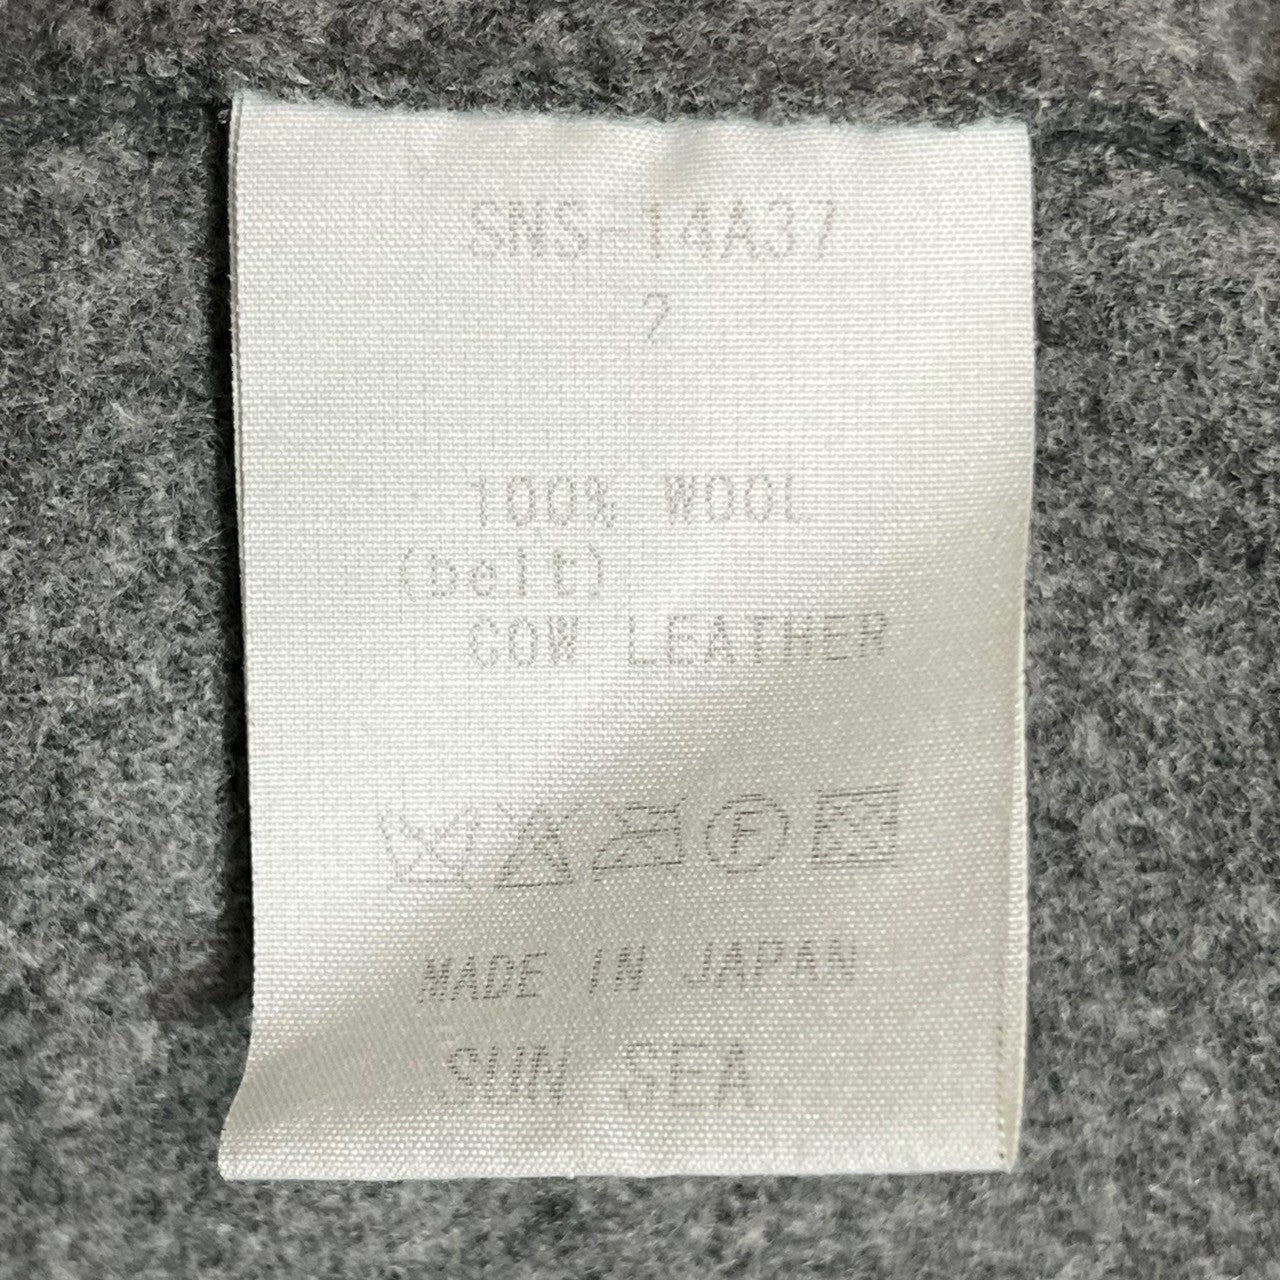 SNS-14A37
2
100% WOOL
(belt)
COW LEATHER
F
MADE IN JAPAN
SUN SEA